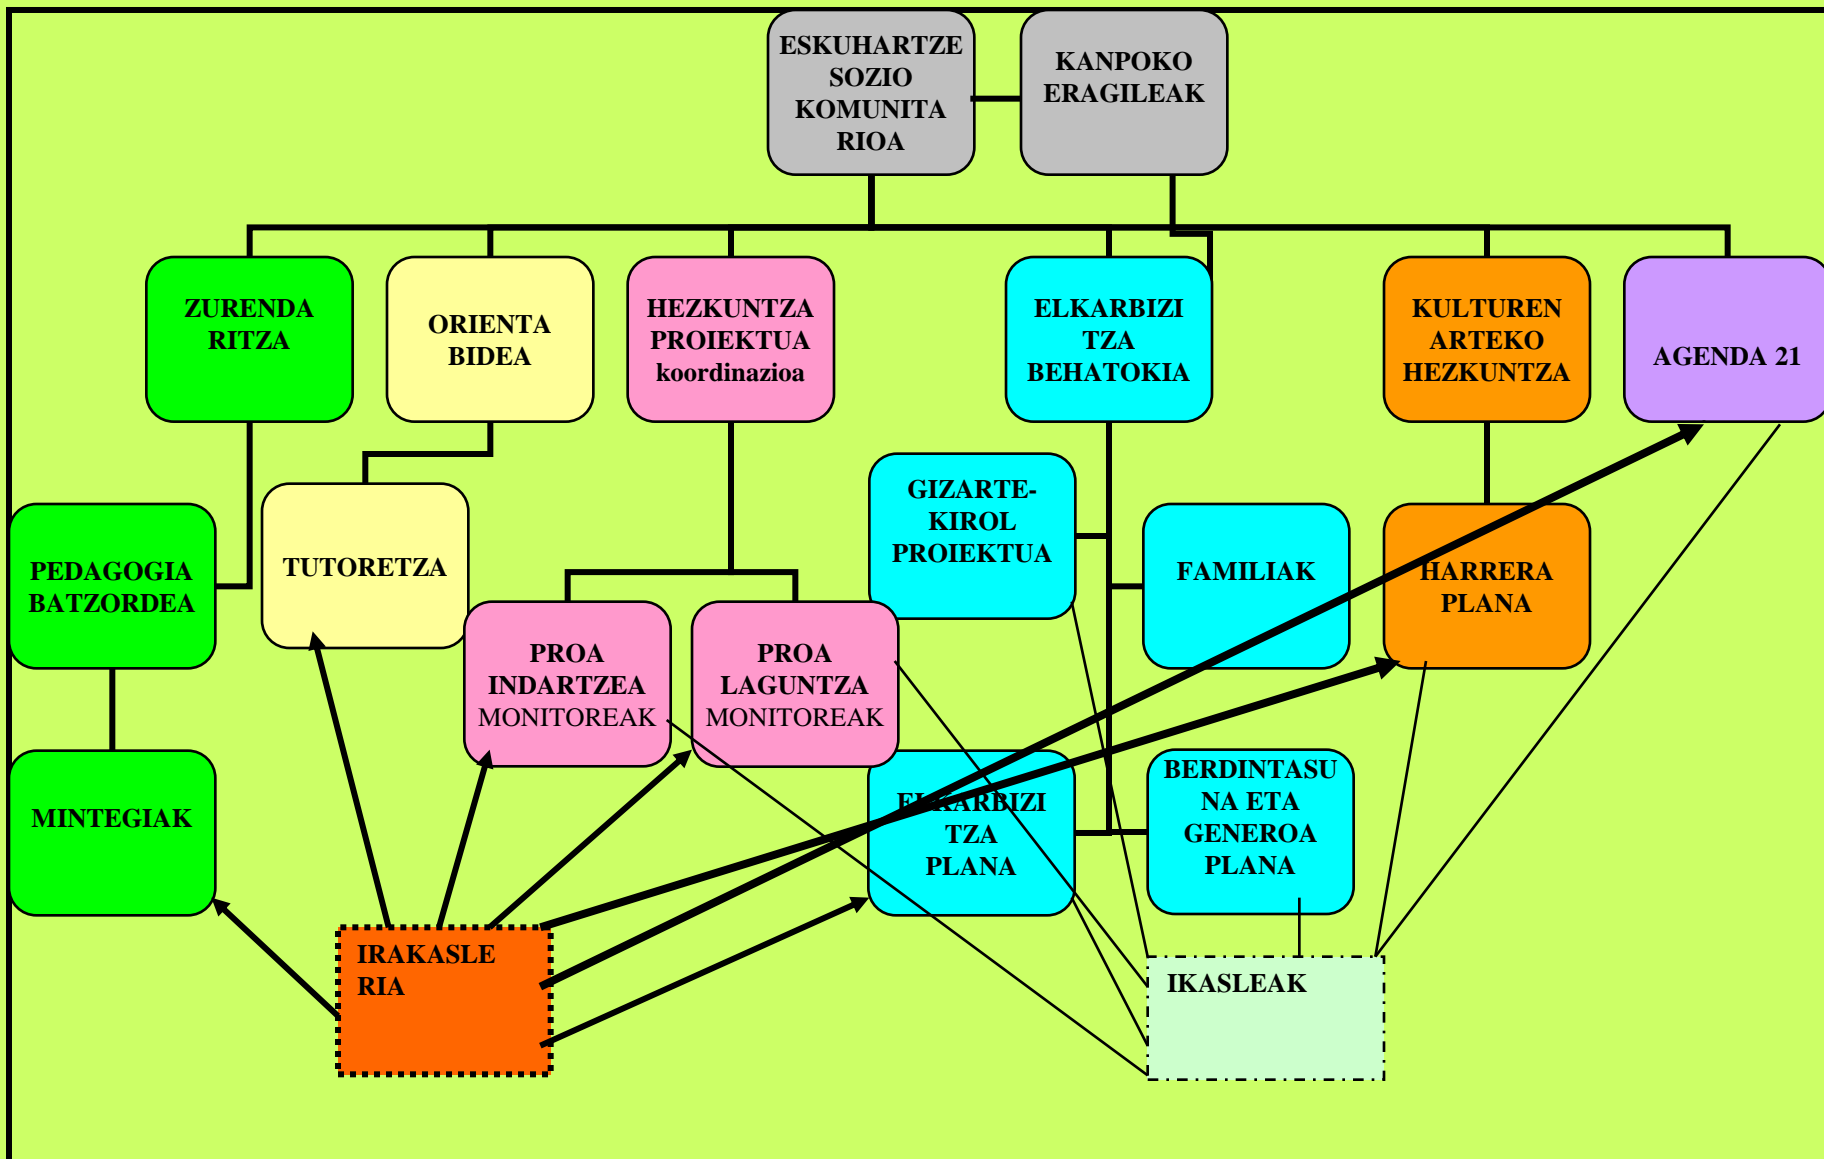 ESKUHARTZE
SOZIO
KOMUNITA
RIOA
KANPOKO
ERAGILEAK
ZURENDA
RITZA
ORIENTA
BIDEA
HEZKUNTZA
PROIEKTUA
koordinazioa
ELKARBIZI
TZA
BEHATOKIA
KULTUREN
ARTEKO
HEZKUNTZA
AGENDA 21
PEDAGOGIA
BATZORDEA
TUTORETZA
GIZARTE-
KIROL
PROIEKTUA
FAMILIAK
HARRERA
PLANA
PROA
INDARTZEA
MONITOREAK
PROA
LAGUNTZA
MONITOREAK
MINTEGIAK
ELKARBIZI
TZA
PLANA
BERDINTASU
NA ETA
GENEROA
PLANA
IRAKASLE
RIA
IKASLEAK